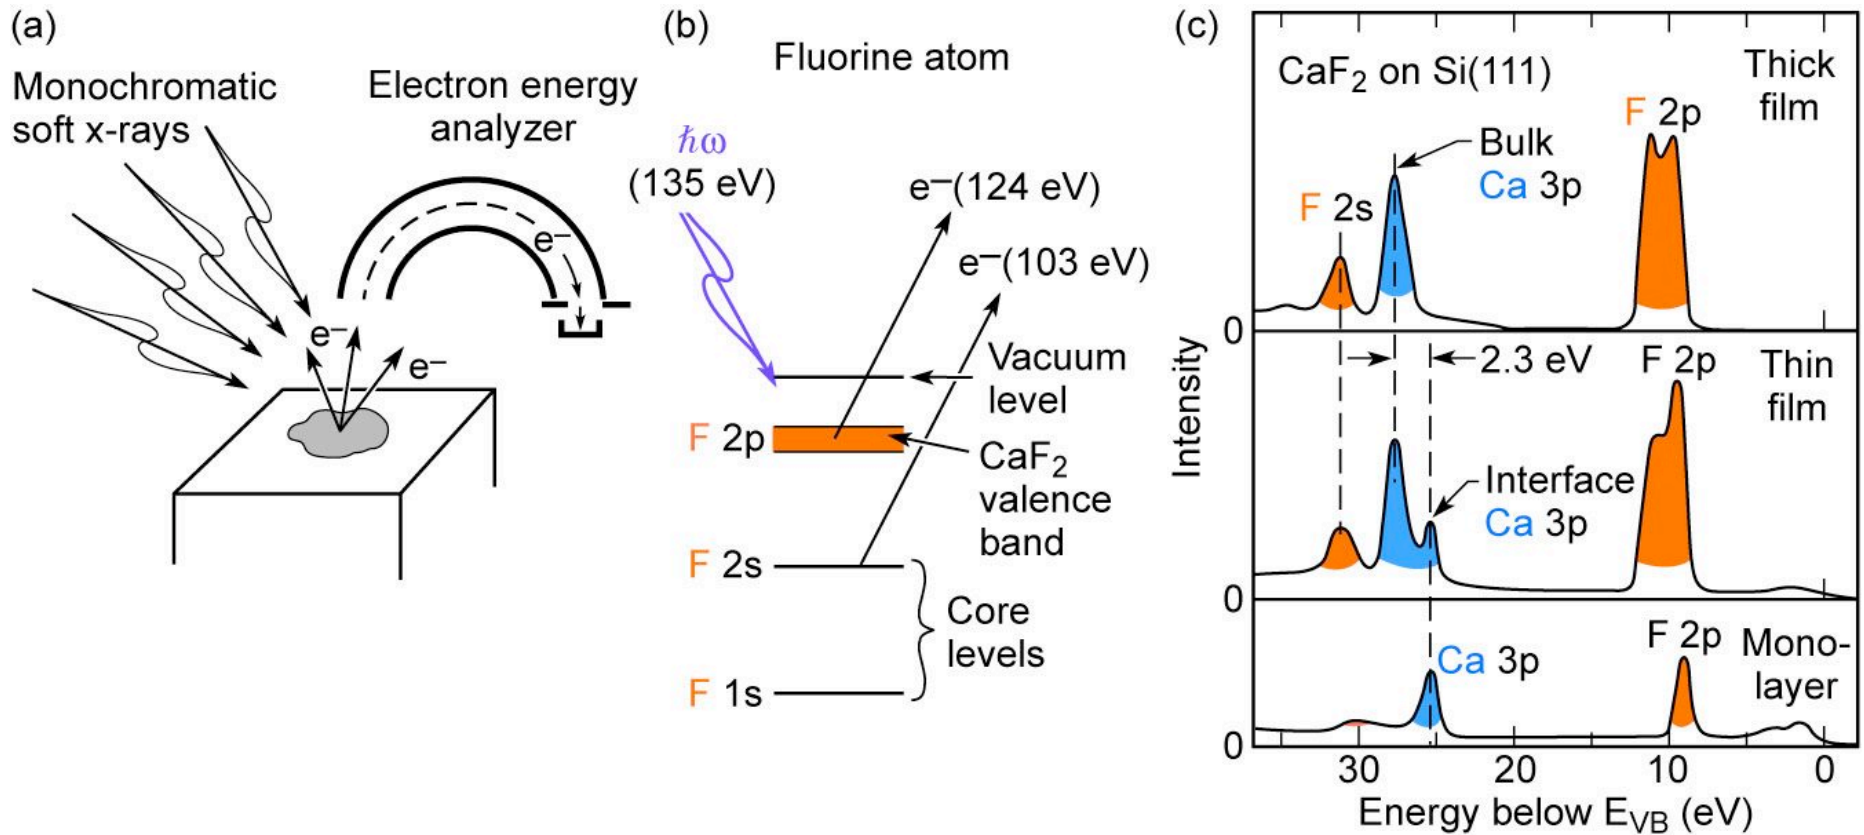 (a)
Monochromatic
soft x-rays
Electron energy
analyzer
e–
e–
e–
(b)
Fluorine atom
ℏω
(135 eV)
e–(124 eV)
e–(103 eV)
Vacuum
level
F 2p
CaF2
valence
band
F 2s
Core
levels
F 1s
(c)
CaF2 on Si(111)
Thick
film
F 2p
Bulk
Ca 3p
F 2s
0
2.3 eV
F 2p
Thin
film
Interface
Ca 3p
0
Ca 3p
F 2p
Mono-
layer
0
Intensity
30 20 10 0
Energy below EVB (eV)